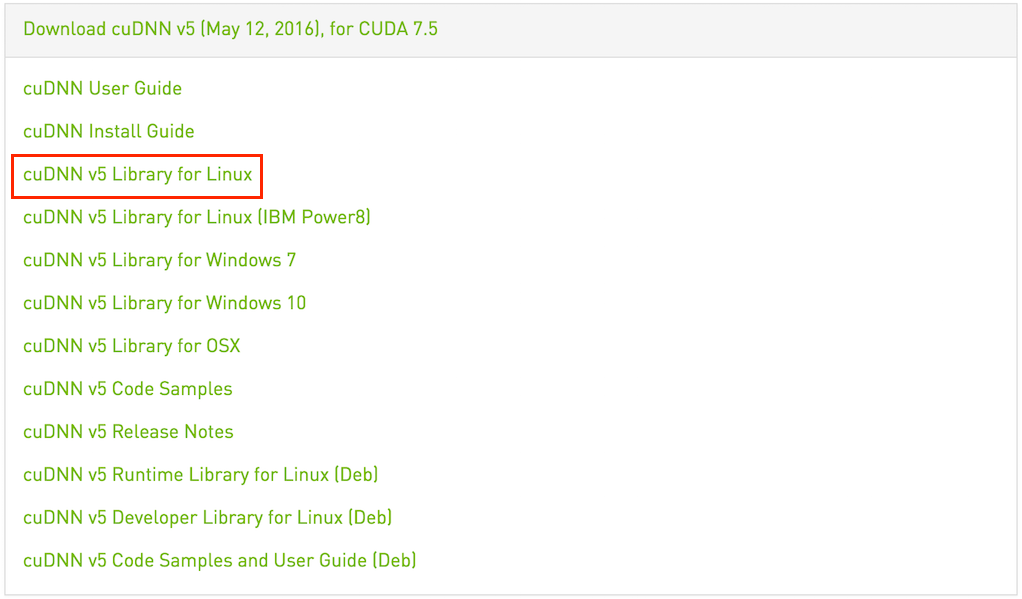 Download cuDNN v5 (May 12, 2016), for CUDA 7.5
cuDNN User Guide
cuDNN Install Guide
cuDNN v5 Library for Linux
cuDNN v5 Library for Linux (IBM Power8)
cuDNN v5 Library for Windows 7
cuDNN v5 Library for Windows 10
cuDNN v5 Library for OSX
cuDNN v5 Code Samples
cuDNN v5 Release Notes
cuDNN v5 Runtime Library for Linux (Deb)
cuDNN v5 Developer Library for Linux (Deb)
cuDNN v5 Code Samples and User Guide (Deb)